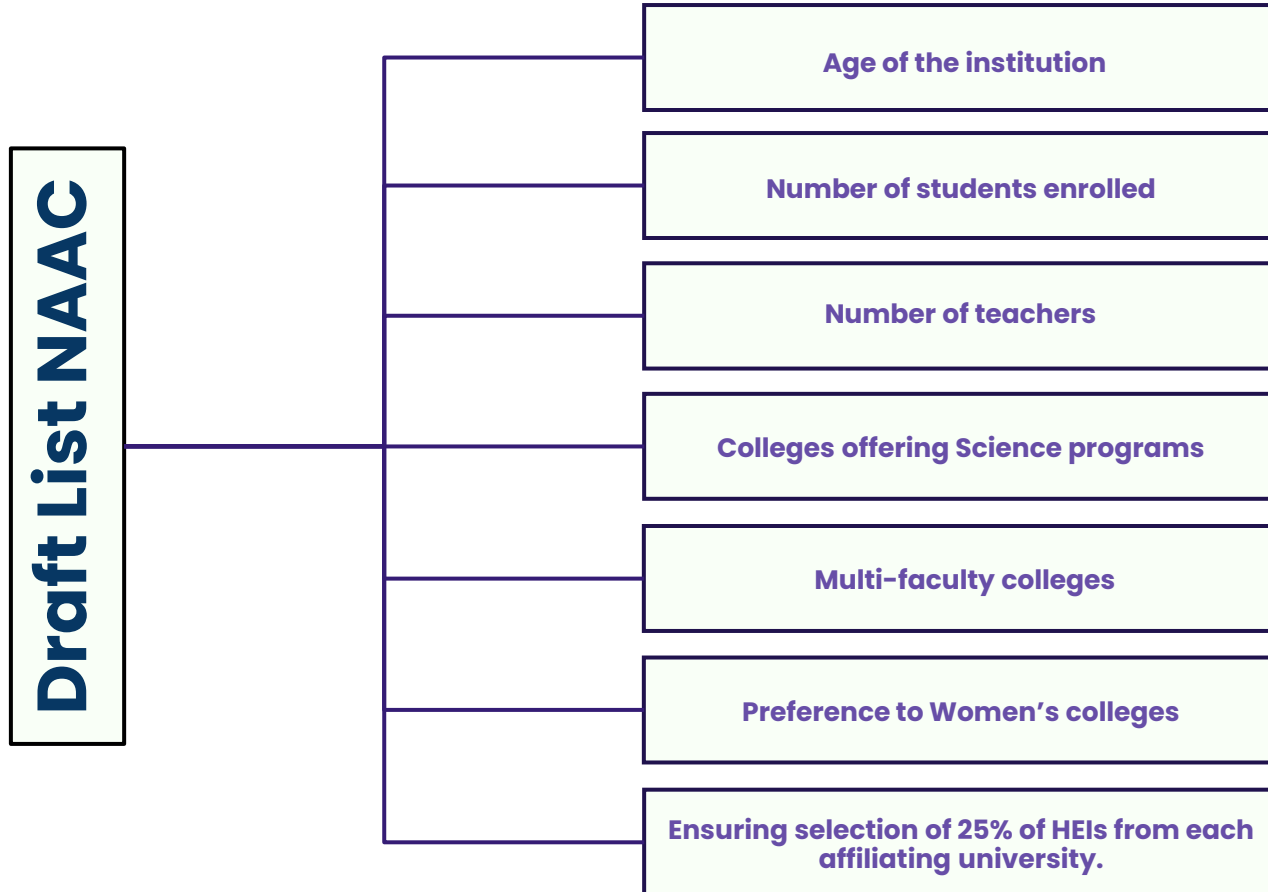 Draft List NAAC
Age of the institution
Number of students enrolled
Number of teachers
Colleges offering Science programs
Multi-faculty colleges
Preference to Women’s colleges
Ensuring selection of 25% of HEIs from each
affiliating university.